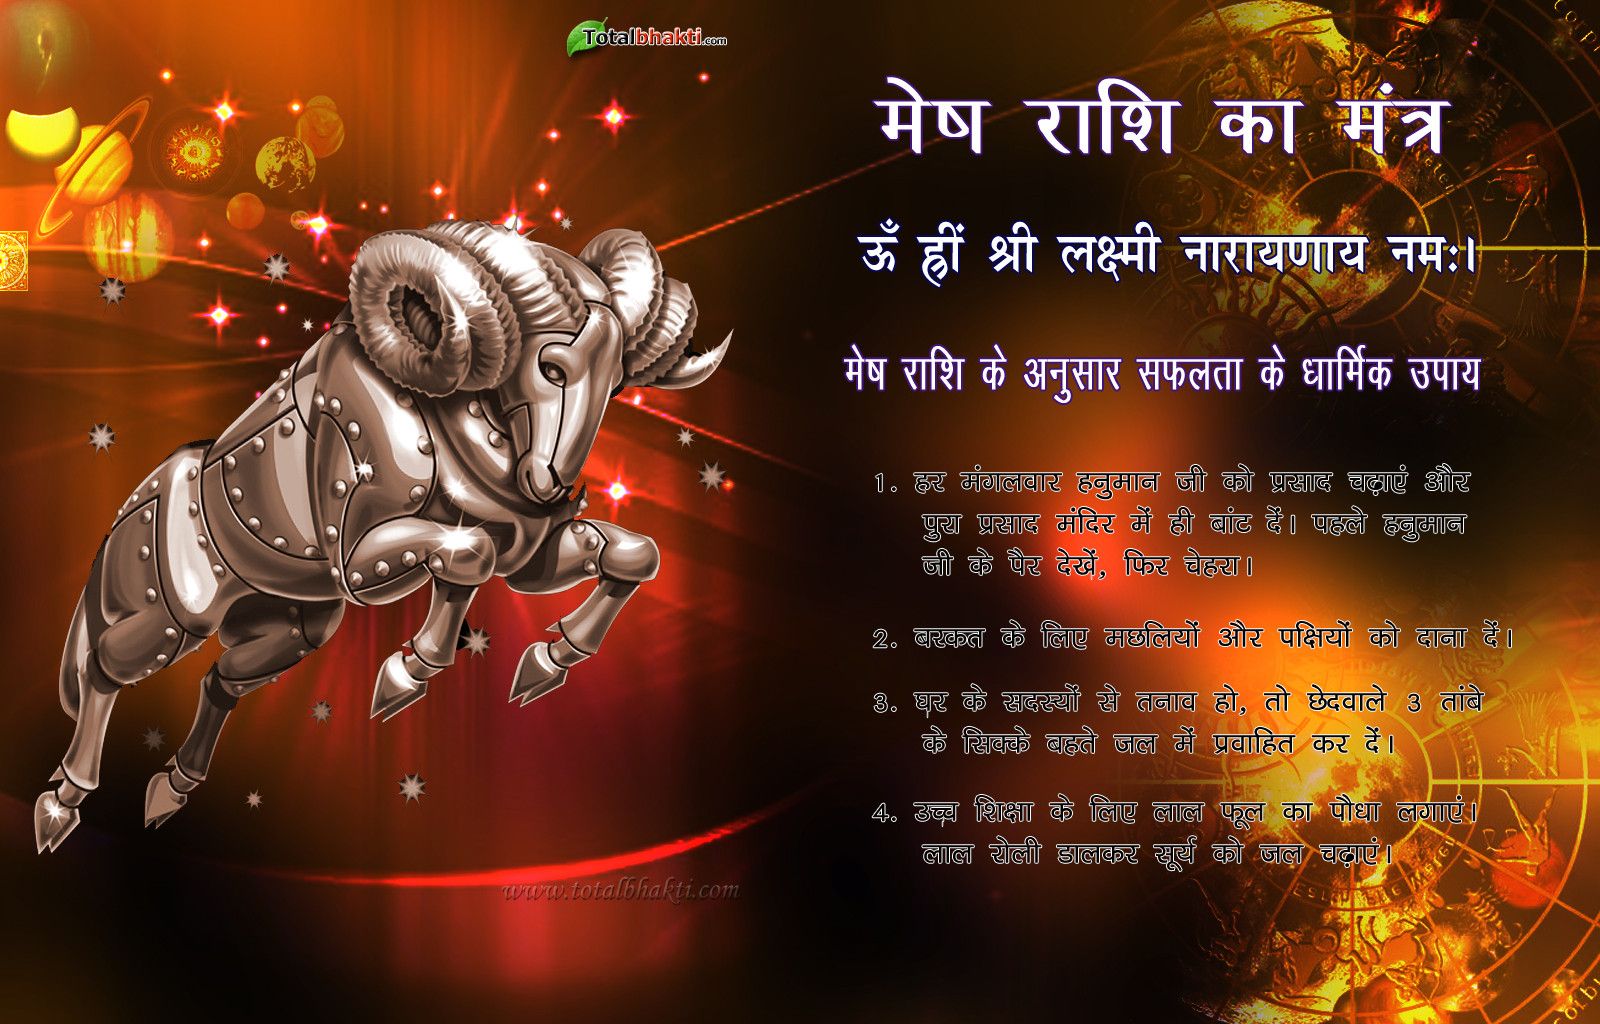 Totalbhakti.com
मेष राशि का मंत्र
ऊँ ह्रीं श्री लक्ष्मी नारायणाय नमः।
मेष राशि के अनुसार सफलता के धार्मिक उपाय
1. हर मंगलवार हनुमान जी को प्रसाद चढ़ाएं और
पुरा प्रसाद मंदिर में ही बांट दें। पहले हनुमान
जी के पैर देखें, फिर चेहरा।
2. बरकत के लिए मछलियों और पक्षियों को दाना दें।
3. घर के सदस्यों से तनाव हो, तो छेदवाले 3 तांबे
के सिक्के बहते जल में प्रवाहित कर दें।
4. उच्च शिक्षा के लिए लाल फूल का पौधा लगाएं।
लाल रोली डालकर सूर्य को जल चढ़ाएं।
www.totalbhakti.com